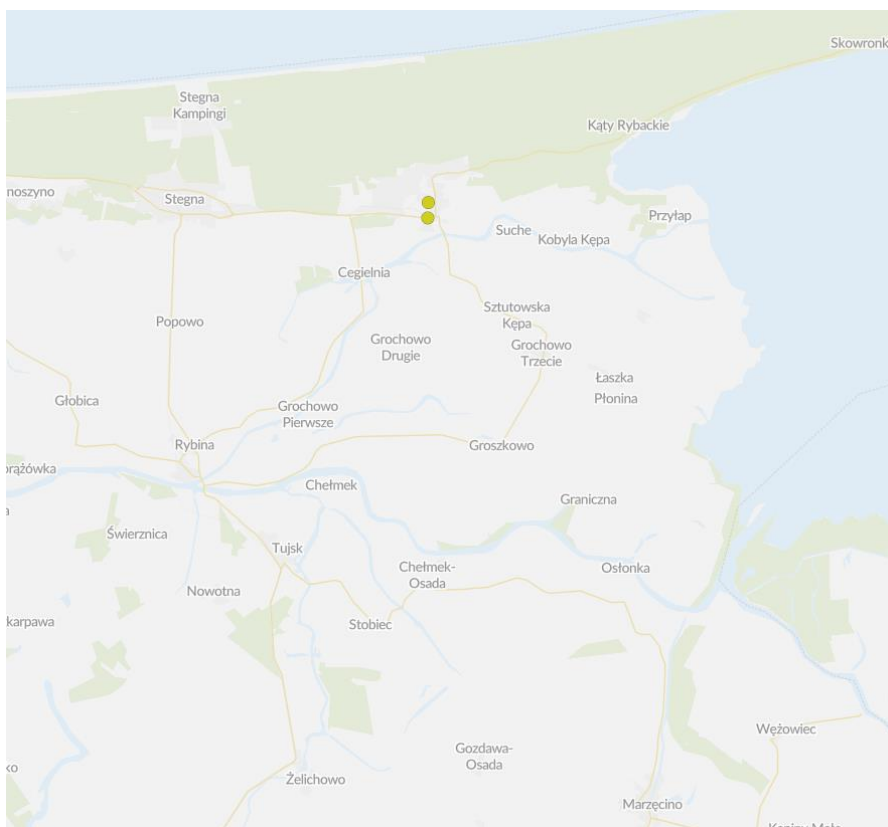 Skowronk
Stegna
Kampingi
Kąty Rybackie
noszyno
Stegna
Przyłap
Suche
Kobyla Kępa
Cegielnia
Sztutowska
Kępa
Popowo
Grochowo
Drugie
Grochowo
Trzecie
Łaszka
Płonina
Głobica
Grochowo
Pierwsze
Rybina
Groszkowo
orążówka
Chełmek
Graniczna
a
Świerznica
Tujsk
Chełmek-
Osada
Osłonka
Nowotna
karpawa
Stobiec
Wężowiec
Gozdawa-
Osada
ko
Żelichowo
Marzęcino